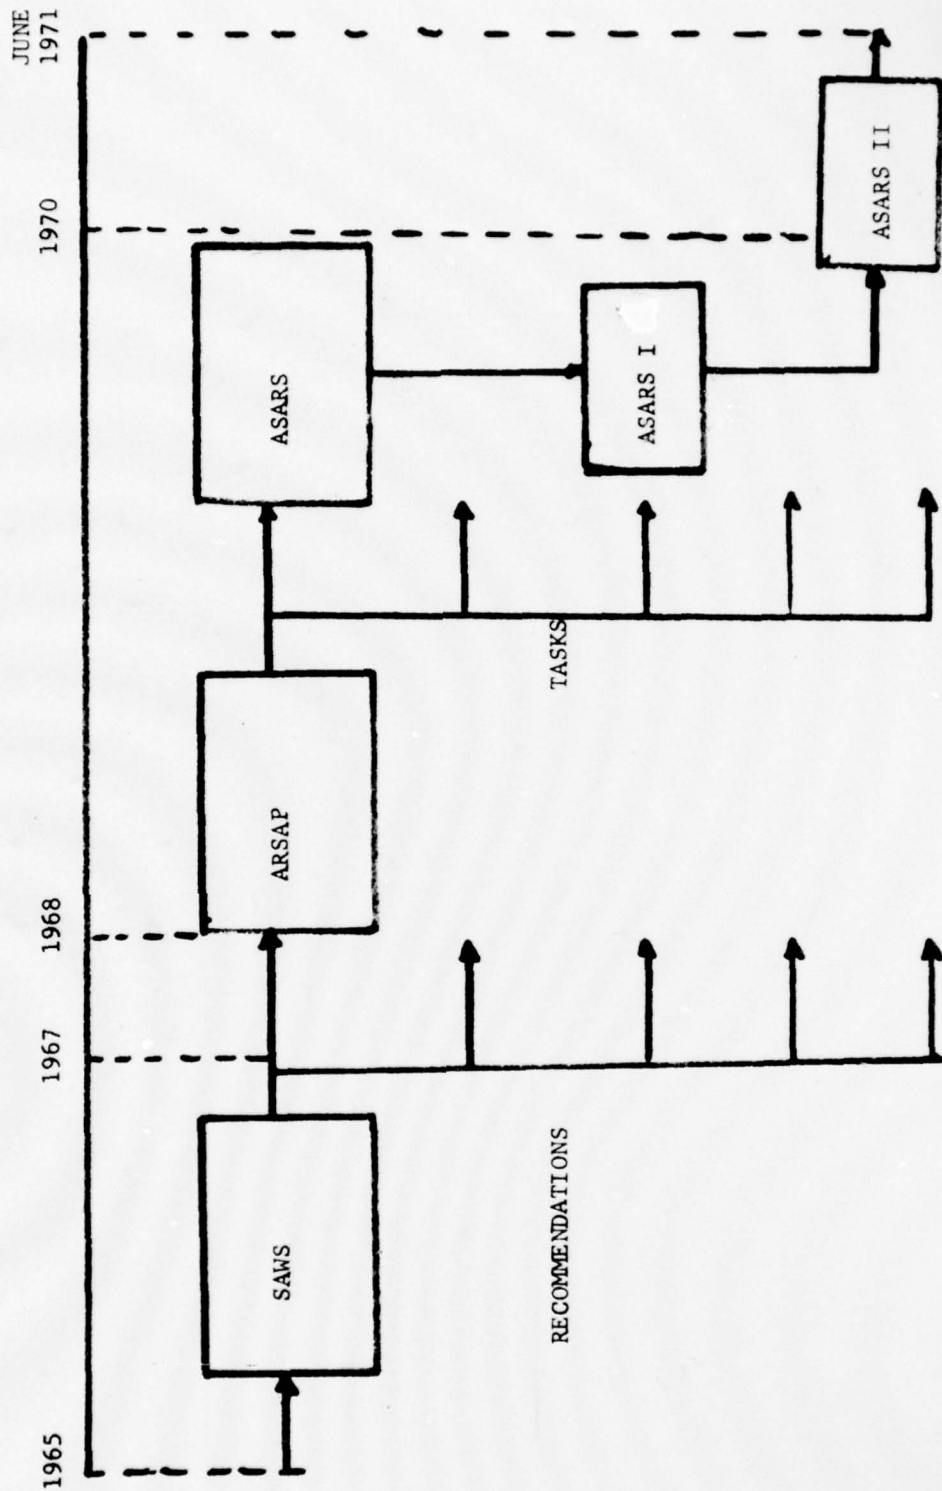 1965
1967
1968
1970
JUNE
1971
SAWS
ARSAP
ASARS
RECOMMENDATIONS
TASKS
ASARS I
ASARS II